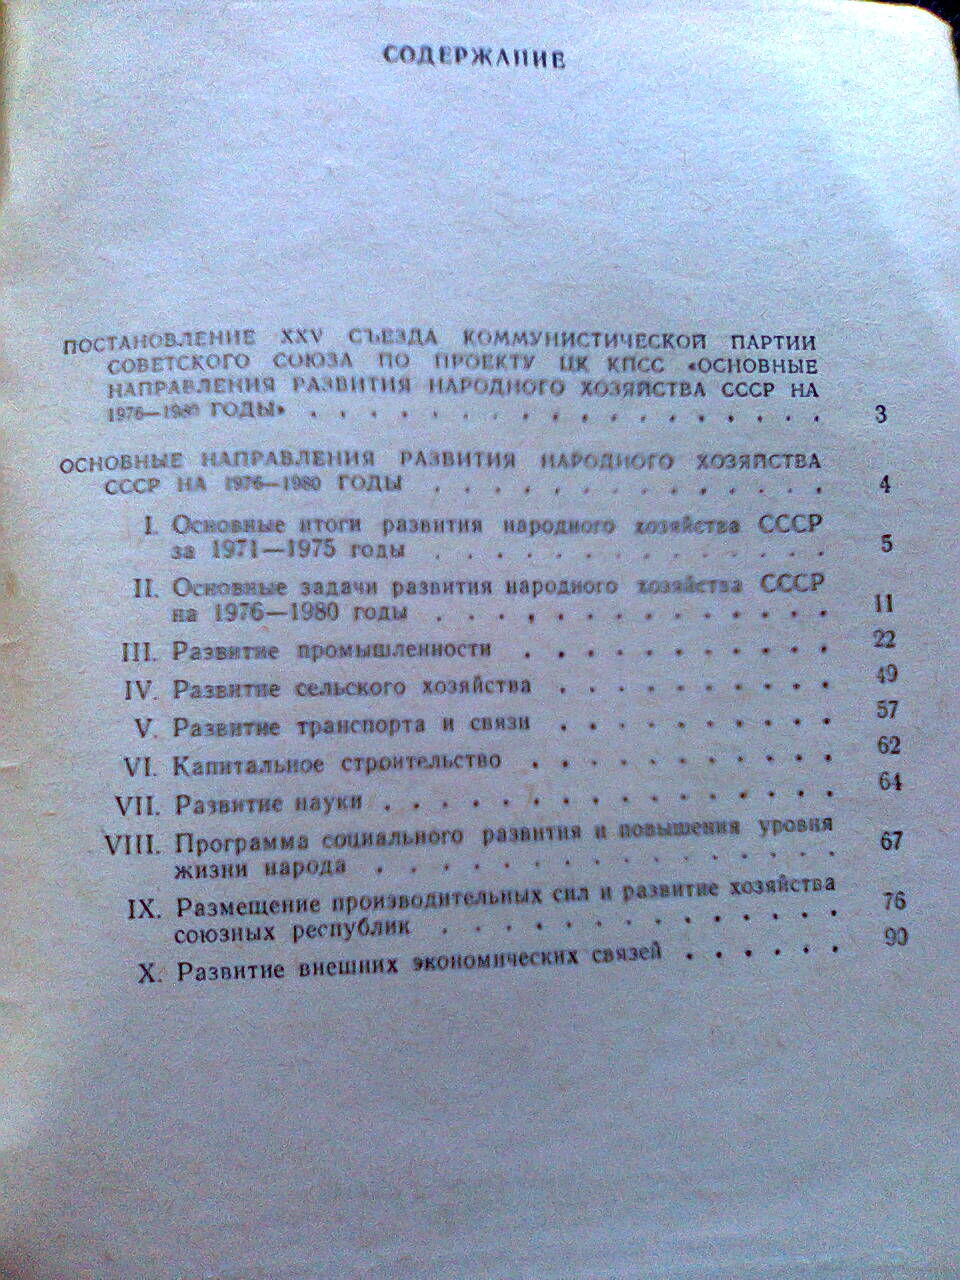 СОДЕРЖАНИЕ
ПОСТАНОВЛЕНИЕ XXV СЪЕЗДА КОММУНИСТИЧЕСКОЙ ПАРТИИ
СОВЕТСКОГО СОЮЗА ПО ПРОЕКТУ ЦК КПСС «ОСНОВНЫЕ
НАПРАВЛЕНИЯ РАЗВИТИЯ НАРОДНОГО ХОЗЯЙСТВА СССР НА
1976—1980 ГОДЫ» . . . . . . . . . . . . . . . . . . 3
ОСНОВНЫЕ НАПРАВЛЕНИЯ РАЗВИТИЯ НАРОДНОГО ХОЗЯЙСТВА
СССР НА 1976—1980 ГОДЫ . . . . . . . . . . . . . . 4
I. Основные итоги развития народного хозяйства СССР
за 1971—1975 годы . . . . . . . . . . . . . . 5
II. Основные задачи развития народного хозяйства СССР
на 1976—1980 годы . . . . . . . . . . . . . 11
III. Развитие промышленности . . . . . . . . . . 22
IV. Развитие сельского хозяйства . . . . . . . . . 49
V. Развитие транспорта и связи . . . . . . . . . 57
VI. Капитальное строительство . . . . . . . . . . 62
VII. Развитие науки . . . . . . . . . . . . . . 64
VIII. Программа социального развития и повышения уровня
жизни народа . . . . . . . . . . . . . . . 67
IX. Размещение производительных сил и развитие хозяйства
союзных республик . . . . . . . . . . . . . 76
X. Развитие внешних экономических связей . . . . . . 90